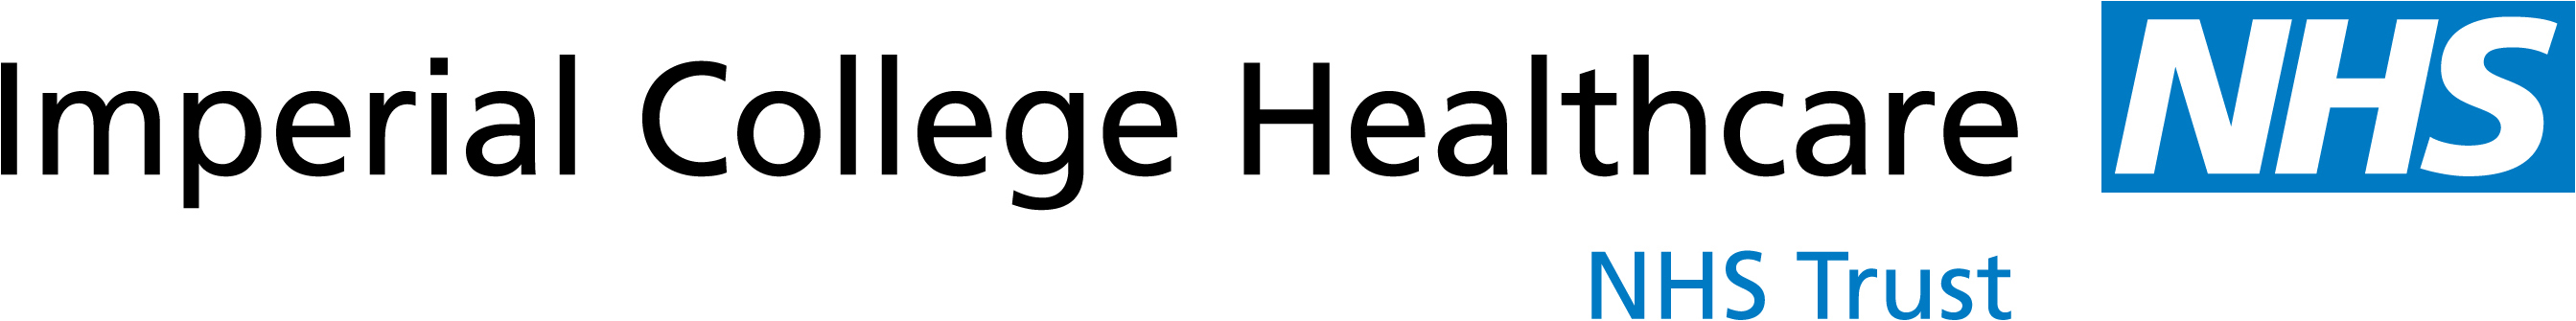 Imperial College Healthcare NHS
NHS Trust